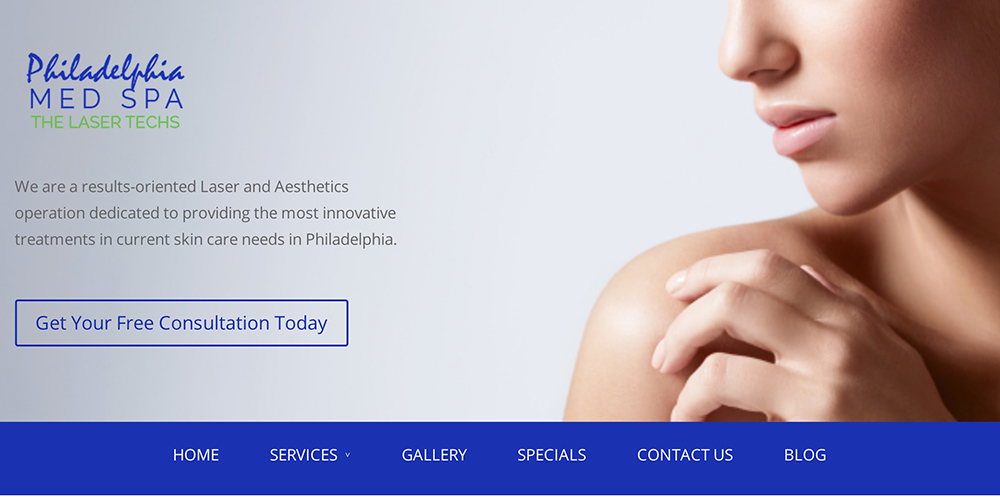 Philadelphia
MED SPA
THE LASER TECHS
We are a results-oriented Laser and Aesthetics
operation dedicated to providing the most innovative
treatments in current skin care needs in Philadelphia.
Get Your Free Consultation Today
HOME SERVICES ˅ GALLERY SPECIALS CONTACT US BLOG